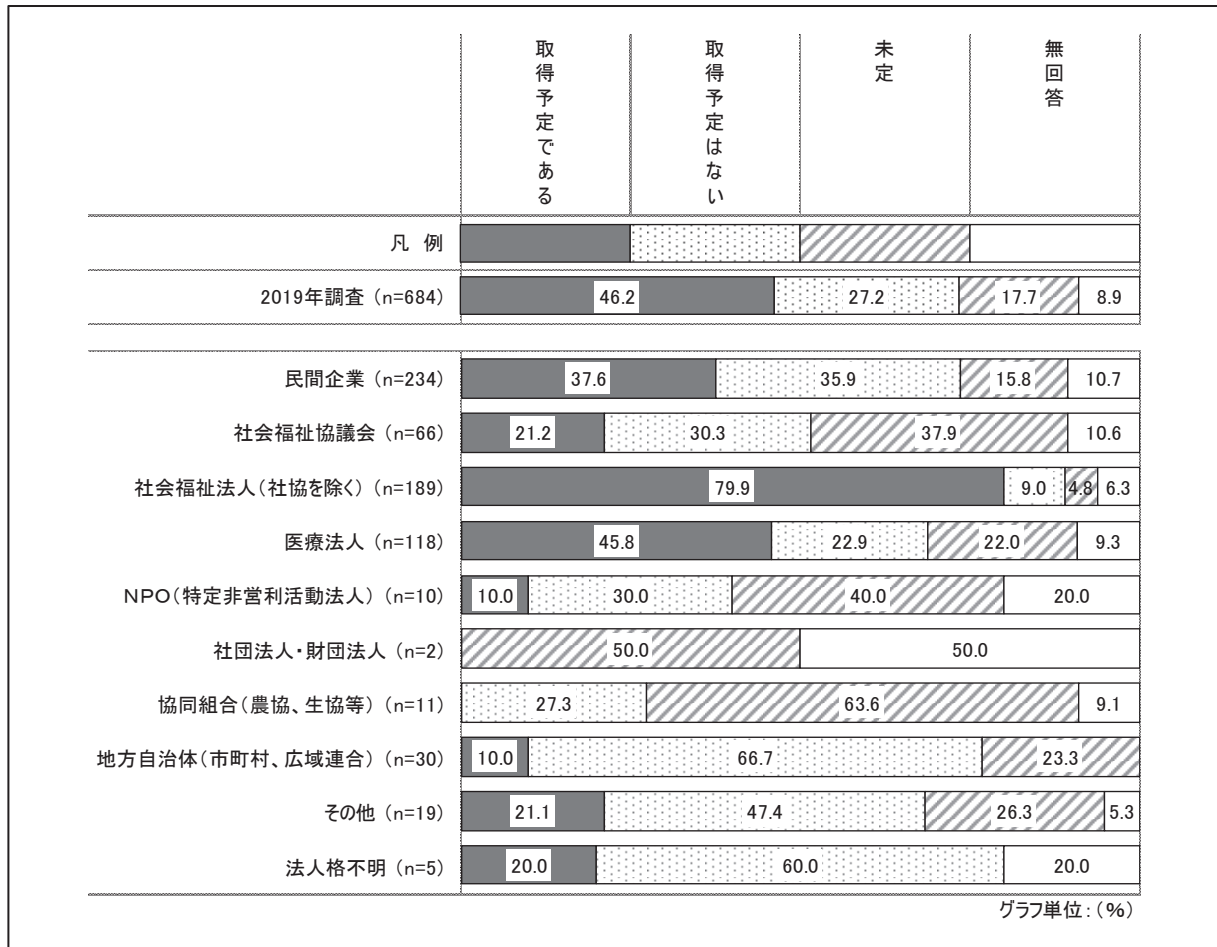 取得予定である
取得予定はない
未定
無回答
凡 例
2019年調査 (n=684)
46.2 27.2 17.7 8.9
民間企業 (n=234)
37.6 35.9 15.8 10.7
社会福祉協議会 (n=66)
21.2 30.3 37.9 10.6
社会福祉法人(社協を除く) (n=189)
79.9 9.0 4.8 6.3
医療法人 (n=118)
45.8 22.9 22.0 9.3
NPO(特定非営利活動法人) (n=10)
10.0 30.0 40.0 20.0
社団法人・財団法人 (n=2)
50.0 50.0
協同組合(農協、生協等) (n=11)
27.3 63.6 9.1
地方自治体(市町村、広域連合) (n=30)
10.0 66.7 23.3
その他 (n=19)
21.1 47.4 26.3 5.3
法人格不明 (n=5)
20.0 60.0 20.0
グラフ単位:(%)